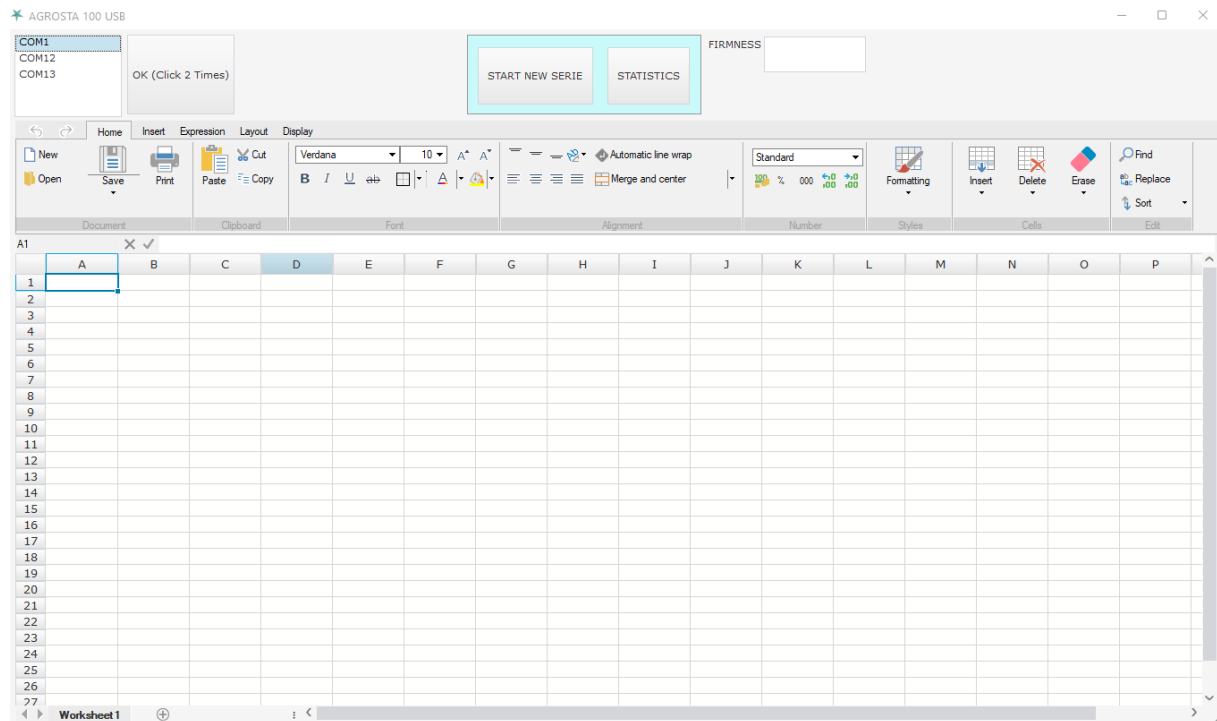 AGROSTA 100 USB
COM1
COM12
COM13
OK (Click 2 Times)
START NEW SERIE
STATISTICS
FIRMNESS
Home Insert Expression Layout Display
New
Open
Save
Print
Document
Paste
Cut
Copy
Clipboard
Verdana 10 A A
B I U ab A
Font
Automatic line wrap
Merge and center
Alignment
Standard
% 000
Number
Formatting
Styles
Insert
Delete
Erase
Cells
Find
Replace
Sort
Edit
A1
A B C D E F G H I J K L M N O P
1
2
3
4
5
6
7
8
9
10
11
12
13
14
15
16
17
18
19
20
21
22
23
24
25
26
27
Worksheet1